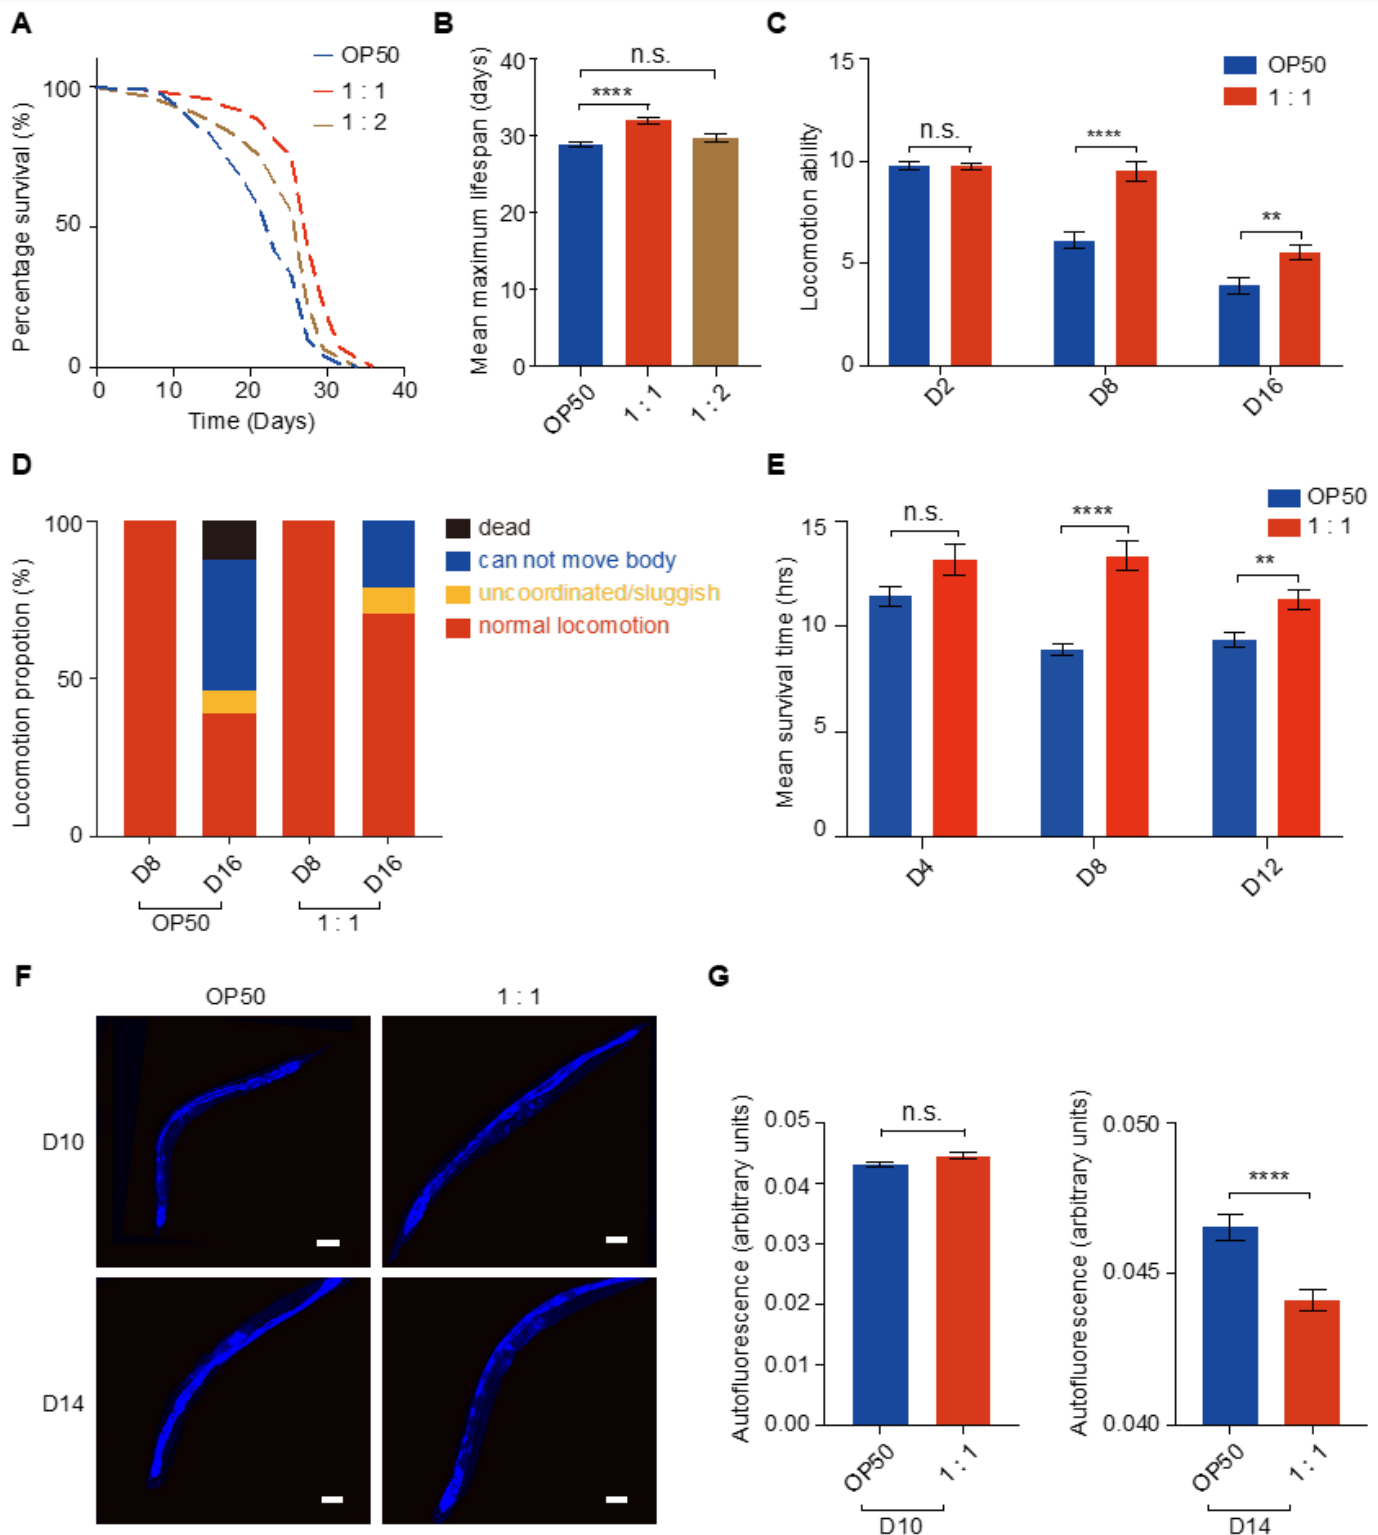 A
Percentage survival (%)
100
50
0
0 10 20 30 40
Time (Days)
OP50
1 : 1
1 : 2
B
Mean maximum lifespan (days)
40
30
20
10
0
n.s.
****
OP50 1 : 1 1 : 2
C
Locomotion ability
15
10
5
0
OP50
1 : 1
n.s. **** **
D2 D8 D16
D
Locomotion propotion (%)
100
50
0
D8 D16 D8 D16
OP50 1 : 1
dead
can not move body
uncoordinated/sluggish
normal locomotion
E
Mean survival time (hrs)
15
10
5
0
OP50
1 : 1
n.s. **** **
D4 D8 D12
F
OP50 1 : 1
D10
D14
G
Autofluorescence (arbitrary units)
0.05
0.04
0.03
0.02
0.01
0.00
n.s.
OP50 1 : 1
D10
Autofluorescence (arbitrary units)
0.050
0.045
0.040
****
OP50 1 : 1
D14